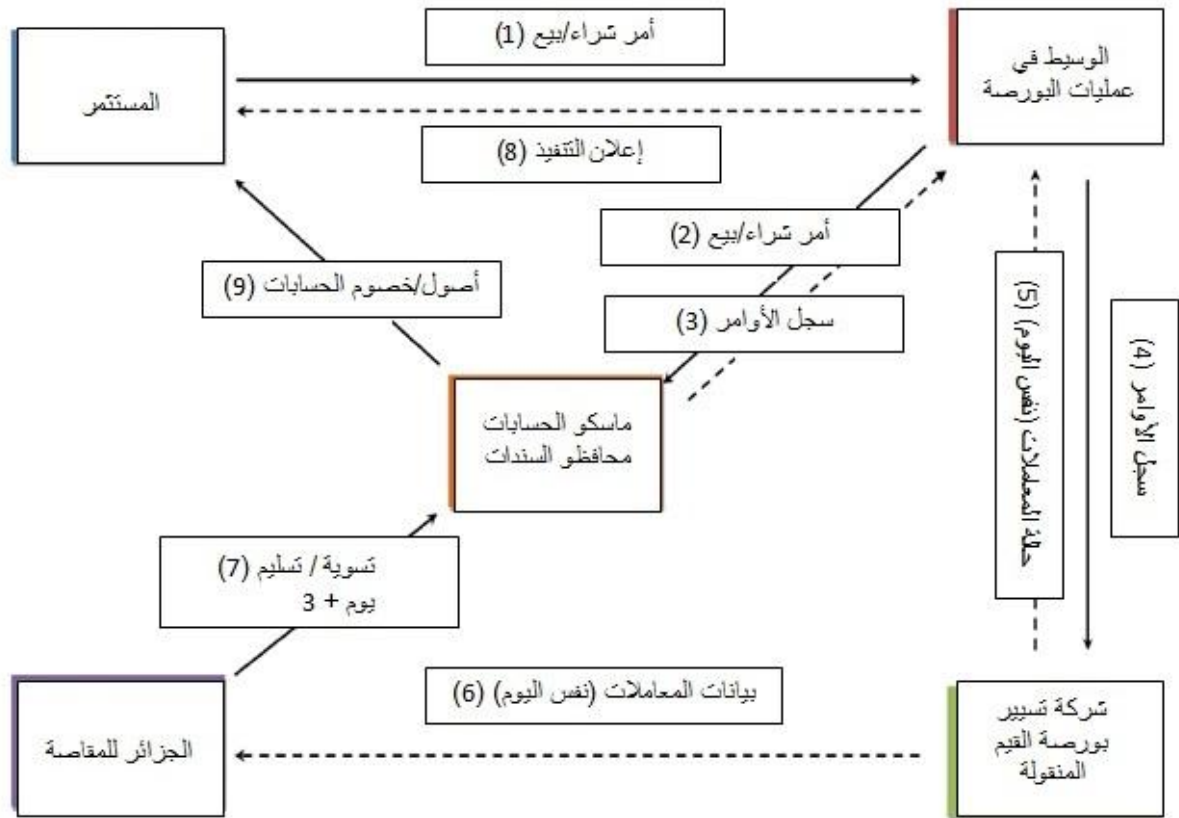 أمر شراء/بيع (1)
الوسيط في
عمليات البورصة
المستثمر
إعلان التنفيذ (8)
أمر شراء/بيع (2)
أصول/خصوم الحسابات (9)
سجل الأوامر (3)
حالة المعاملات (نفس اليوم) (5)
سجل الأوامر (4)
ماسكو الحسابات
محافظو السندات
تسوية / تسليم (7)
يوم + 3
بيانات المعاملات (نفس اليوم) (6)
شركة تسيير
بورصة القيم
المنقولة
الجزائر للمقاصة